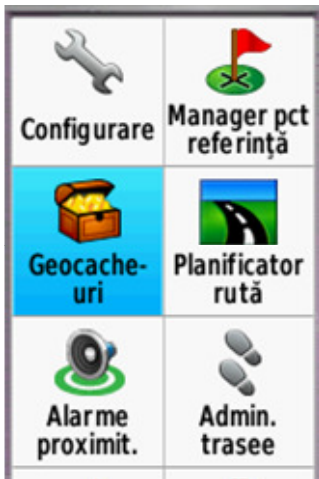 Configurare
Manager pct
referință
Geocache-
uri
Planificator
rută
Alarme
proximit.
Admin.
trasee